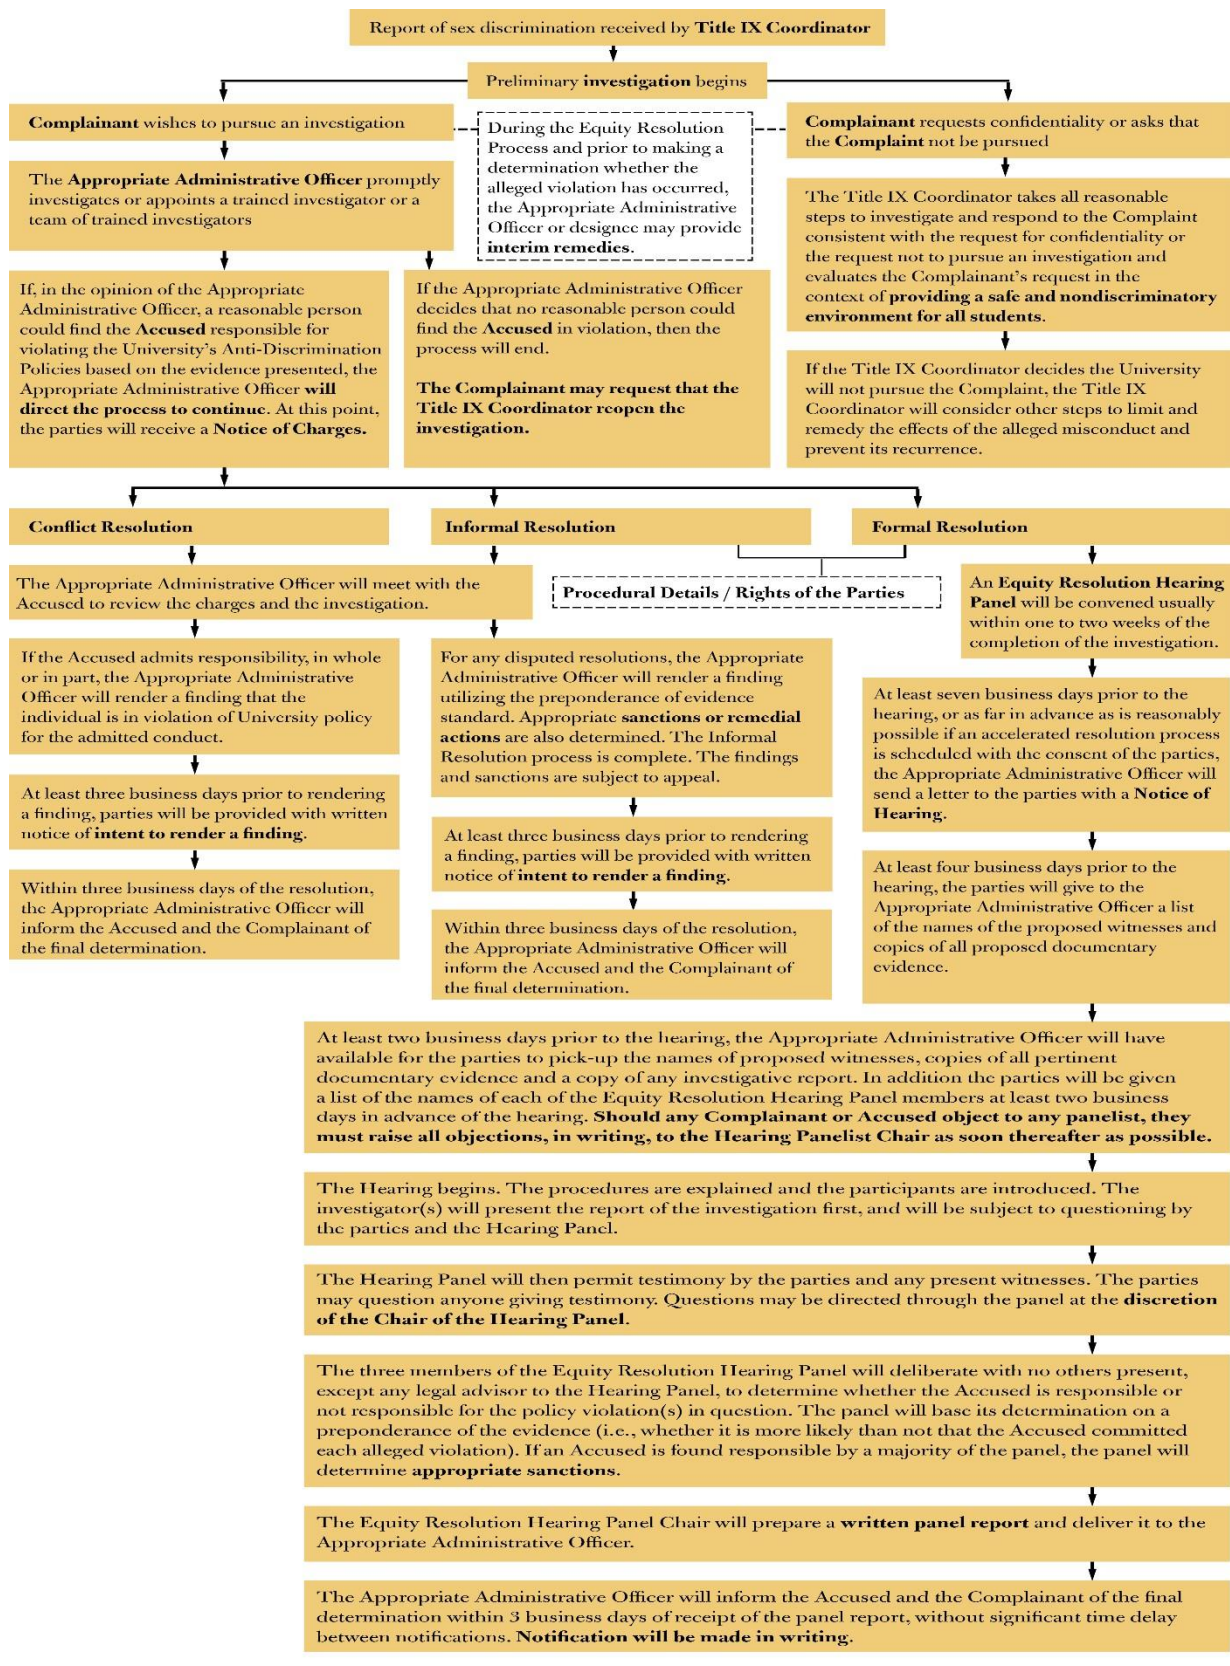 Report of sex discrimination received by Title IX Coordinator
Preliminary investigation begins
Complainant wishes to pursue an investigation
During the Equity Resolution
Process and prior to making a
determination whether the
alleged violation has occurred,
the Appropriate Administrative
Officer or designee may provide
interim remedies.
Complainant requests confidentiality or asks that
the Complaint not be pursued
The Appropriate Administrative Officer promptly
investigates or appoints a trained investigator or a
team of trained investigators
The Title IX Coordinator takes all reasonable
steps to investigate and respond to the Complaint
consistent with the request for confidentiality or
the request not to pursue an investigation and
evaluates the Complainant's request in the
context of providing a safe and nondiscriminatory
environment for all students.
If, in the opinion of the Appropriate
Administrative Officer, a reasonable person
could find the Accused responsible for
violating the University's Anti-Discrimination
Policies based on the evidence presented, the
Appropriate Administrative Officer will
direct the process to continue. At this point,
the parties will receive a Notice of Charges.
If the Appropriate Administrative Officer
decides that no reasonable person could
find the Accused in violation, then the
process will end.
The Complainant may request that the
Title IX Coordinator reopen the
investigation.
If the Title IX Coordinator decides the University
will not pursue the Complaint, the Title IX
Coordinator will consider other steps to limit and
remedy the effects of the alleged misconduct and
prevent its recurrence.
Conflict Resolution
Informal Resolution
Formal Resolution
The Appropriate Administrative Officer will meet with the
Accused to review the charges and the investigation.
Procedural Details / Rights of the Parties
An Equity Resolution Hearing
Panel will be convened usually
within one to two weeks of the
completion of the investigation.
If the Accused admits responsibility, in whole
or in part, the Appropriate Administrative
Officer will render a finding that the
individual is in violation of University policy
for the admitted conduct.
For any disputed resolutions, the Appropriate
Administrative Officer will render a finding
utilizing the preponderance of evidence
standard. Appropriate sanctions or remedial
actions are also determined. The Informal
Resolution process is complete. The findings
and sanctions are subject to appeal.
At least seven business days prior to the
hearing, or as far in advance as is reasonably
possible if an accelerated resolution process
is scheduled with the consent of the parties,
the Appropriate Administrative Officer will
send a letter to the parties with a Notice of
Hearing.
At least three business days prior to rendering
a finding, parties will be provided with written
notice of intent to render a finding.
At least three business days prior to rendering
a finding, parties will be provided with written
notice of intent to render a finding.
At least four business days prior to the
hearing, the parties will give to the
Appropriate Administrative Officer a list
of the names of the proposed witnesses and
copies of all proposed documentary
evidence.
Within three business days of the resolution,
the Appropriate Administrative Officer will
inform the Accused and the Complainant of
the final determination.
Within three business days of the resolution,
the Appropriate Administrative Officer will
inform the Accused and the Complainant of
the final determination.
At least two business days prior to the hearing, the Appropriate Administrative Officer will have
available for the parties to pick-up the names of proposed witnesses, copies of all pertinent
documentary evidence and a copy of any investigative report. In addition the parties will be given
a list of the names of each of the Equity Resolution Hearing Panel members at least two business
days in advance of the hearing. Should any Complainant or Accused object to any panelist, they
must raise all objections, in writing, to the Hearing Panelist Chair as soon thereafter as possible.
The Hearing begins. The procedures are explained and the participants are introduced. The
investigator(s) will present the report of the investigation first, and will be subject to questioning by
the parties and the Hearing Panel.
The Hearing Panel will then permit testimony by the parties and any present witnesses. The parties
may question anyone giving testimony. Questions may be directed through the panel at the discretion
of the Chair of the Hearing Panel.
The three members of the Equity Resolution Hearing Panel will deliberate with no others present,
except any legal advisor to the Hearing Panel, to determine whether the Accused is responsible or
not responsible for the policy violation(s) in question. The panel will base its determination on a
preponderance of the evidence (i.e., whether it is more likely than not that the Accused committed
each alleged violation). If an Accused is found responsible by a majority of the panel, the panel will
determine appropriate sanctions.
The Equity Resolution Hearing Panel Chair will prepare a written panel report and deliver it to the
Appropriate Administrative Officer.
The Appropriate Administrative Officer will inform the Accused and the Complainant of the final
determination within 3 business days of receipt of the panel report, without significant time delay
between notifications. Notification will be made in writing.